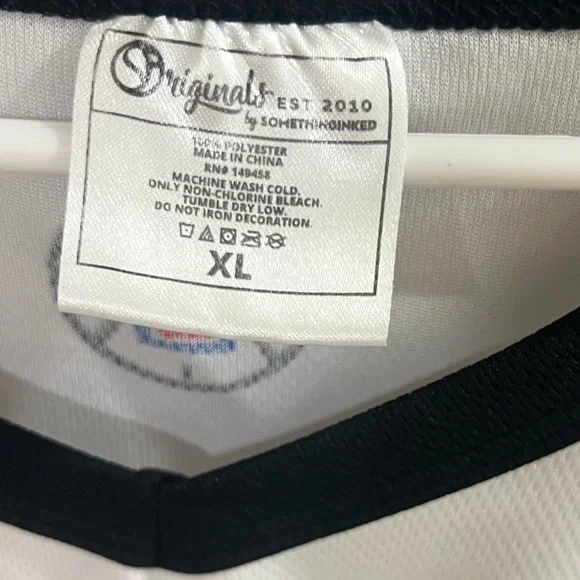 Originals EST 2010
by SOMETHINGINKED
100% POLYESTER
MADE IN CHINA
RN# 149458
MACHINE WASH COLD.
ONLY NON-CHLORINE BLEACH.
TUMBLE DRY LOW.
DO NOT IRON DECORATION.
XL